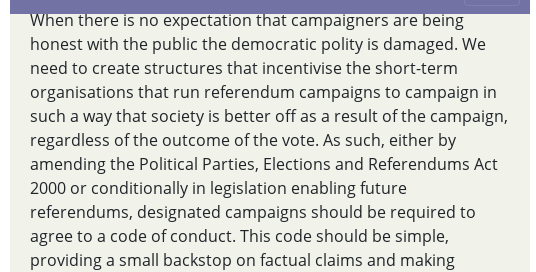 When there is no expectation that campaigners are being
honest with the public the democratic polity is damaged. We
need to create structures that incentivise the short-term
organisations that run referendum campaigns to campaign in
such a way that society is better off as a result of the campaign,
regardless of the outcome of the vote. As such, either by
amending the Political Parties, Elections and Referendums Act
2000 or conditionally in legislation enabling future
referendums, designated campaigns should be required to
agree to a code of conduct. This code should be simple,
providing a small backstop on factual claims and making